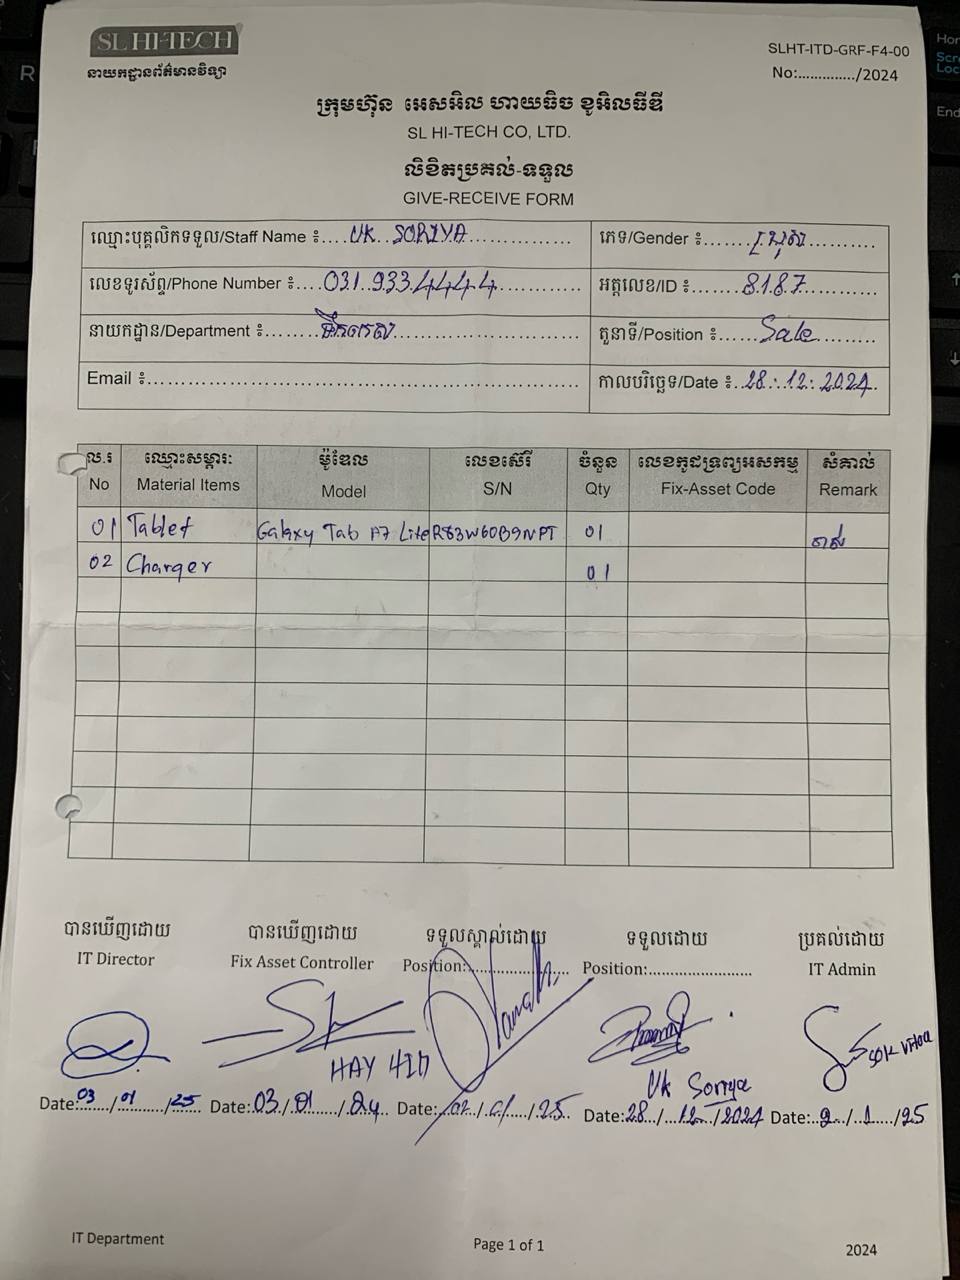 SL HI-TECH
នាយកដ្ឋានព័ត៌មានវិទ្យា
SLHT-ITD-GRF-F4-00
No:............../2024
ក្រុមហ៊ុន អេសអិល ហាយធិច ខូអិលធីឌី
SL HI-TECH CO, LTD.
លិខិតប្រគល់-ទទួល
GIVE-RECEIVE FORM
ឈ្មោះបុគ្គលិកទទួល/Staff Name ៖ UK SORIYA ភេទ/Gender ៖ ប្រុស
លេខទូរស័ព្ទ/Phone Number ៖ 031 933 4444 អត្តលេខ/ID ៖ 8187
នាយកដ្ឋាន/Department ៖ តួនាទី/Position ៖ Sale
Email ៖ កាលបរិច្ឆេទ/Date ៖ 28.12.2024
ល.រ ឈ្មោះសម្ភារៈ ម៉ូឌែល លេខស៊េរី ចំនួន លេខកូដទ្រព្យអសកម្ម សំគាល់
No Material Items Model S/N Qty Fix-Asset Code Remark
01 Tablet Galaxy Tab A7 Lite R83W60B9NPT 01 ចាស់
02 Charger 01
បានឃើញដោយ បានឃើញដោយ ទទួលស្គាល់ដោយ ទទួលដោយ ប្រគល់ដោយ
IT Director Fix Asset Controller Position: Position: IT Admin
HAY HID SOK VITOU
Uk Soriya
Date: 03/01/25 Date: 03/01/24 Date: 02/01/25 Date: 28/12/2024 Date: 2/1/25
IT Department Page 1 of 1 2024